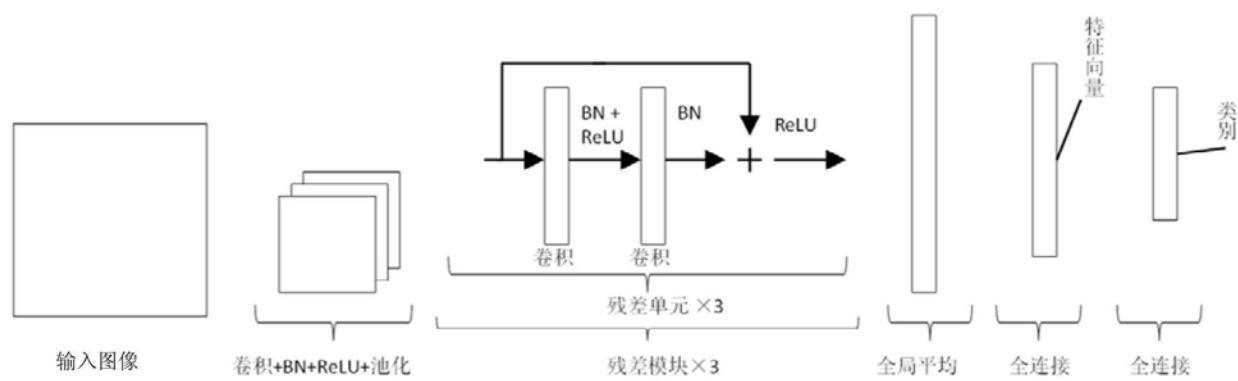 特征向量
类别
BN +
ReLU
BN
ReLU
卷积
卷积
残差单元 ×3
输入图像
卷积+BN+ReLU+池化
残差模块×3
全局平均
全连接
全连接